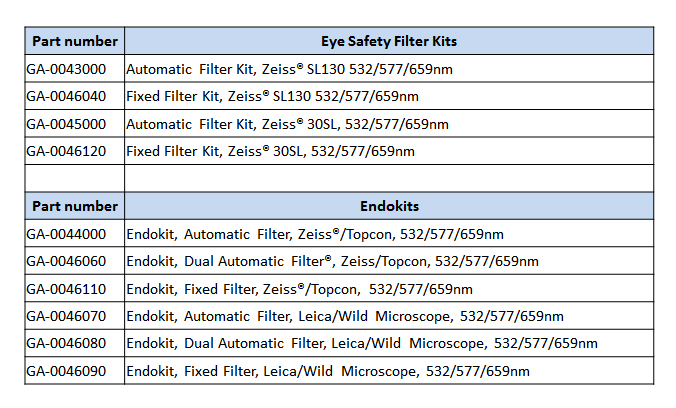 Part number Eye Safety Filter Kits
GA-0043000 Automatic Filter Kit, Zeiss® SL130 532/577/659nm
GA-0046040 Fixed Filter Kit, Zeiss® SL130 532/577/659nm
GA-0045000 Automatic Filter Kit, Zeiss® 30SL, 532/577/659nm
GA-0046120 Fixed Filter Kit, Zeiss® 30SL, 532/577/659nm
Part number Endokits
GA-0044000 Endokit, Automatic Filter, Zeiss®/Topcon, 532/577/659nm
GA-0046060 Endokit, Dual Automatic Filter®, Zeiss/Topcon, 532/577/659nm
GA-0046110 Endokit, Fixed Filter, Zeiss®/Topcon, 532/577/659nm
GA-0046070 Endokit, Automatic Filter, Leica/Wild Microscope, 532/577/659nm
GA-0046080 Endokit, Dual Automatic Filter, Leica/Wild Microscope, 532/577/659nm
GA-0046090 Endokit, Fixed Filter, Leica/Wild Microscope, 532/577/659nm